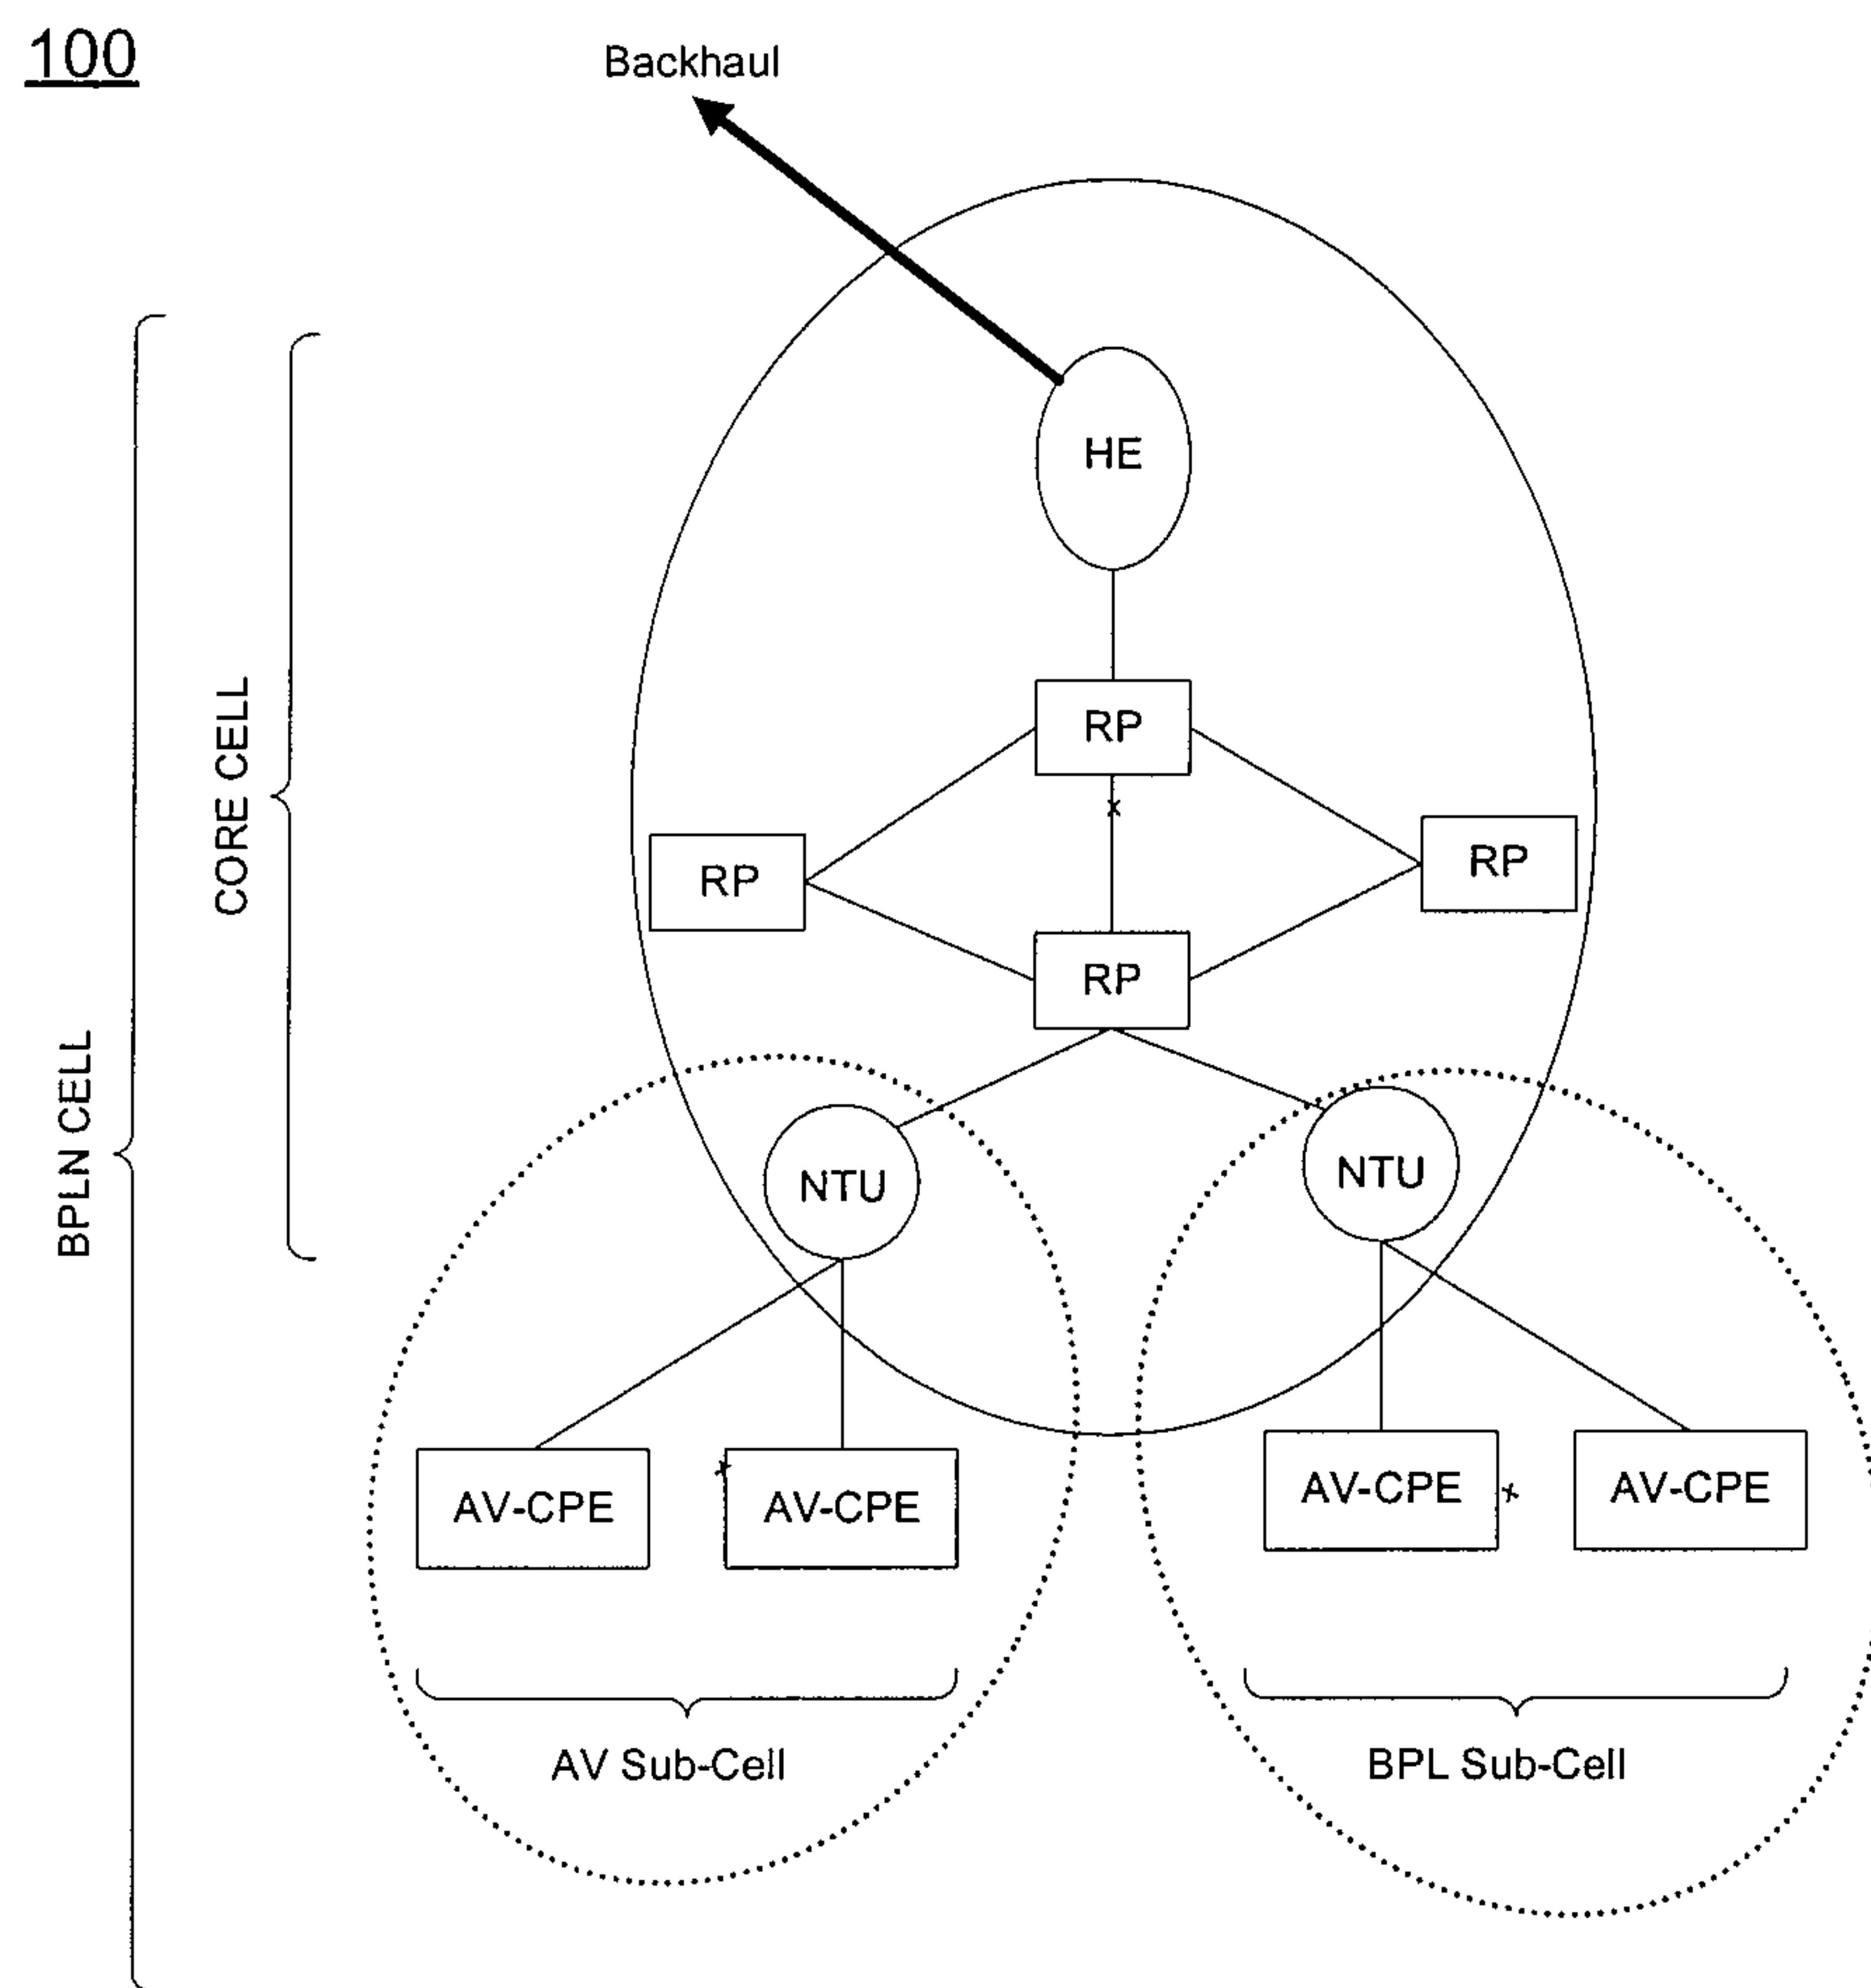 100
Backhaul
HE
RP
RP
RP
RP
CORE CELL
BPLN CELL
NTU
NTU
AV-CPE
AV-CPE
AV-CPE
AV-CPE
AV Sub-Cell
BPL Sub-Cell